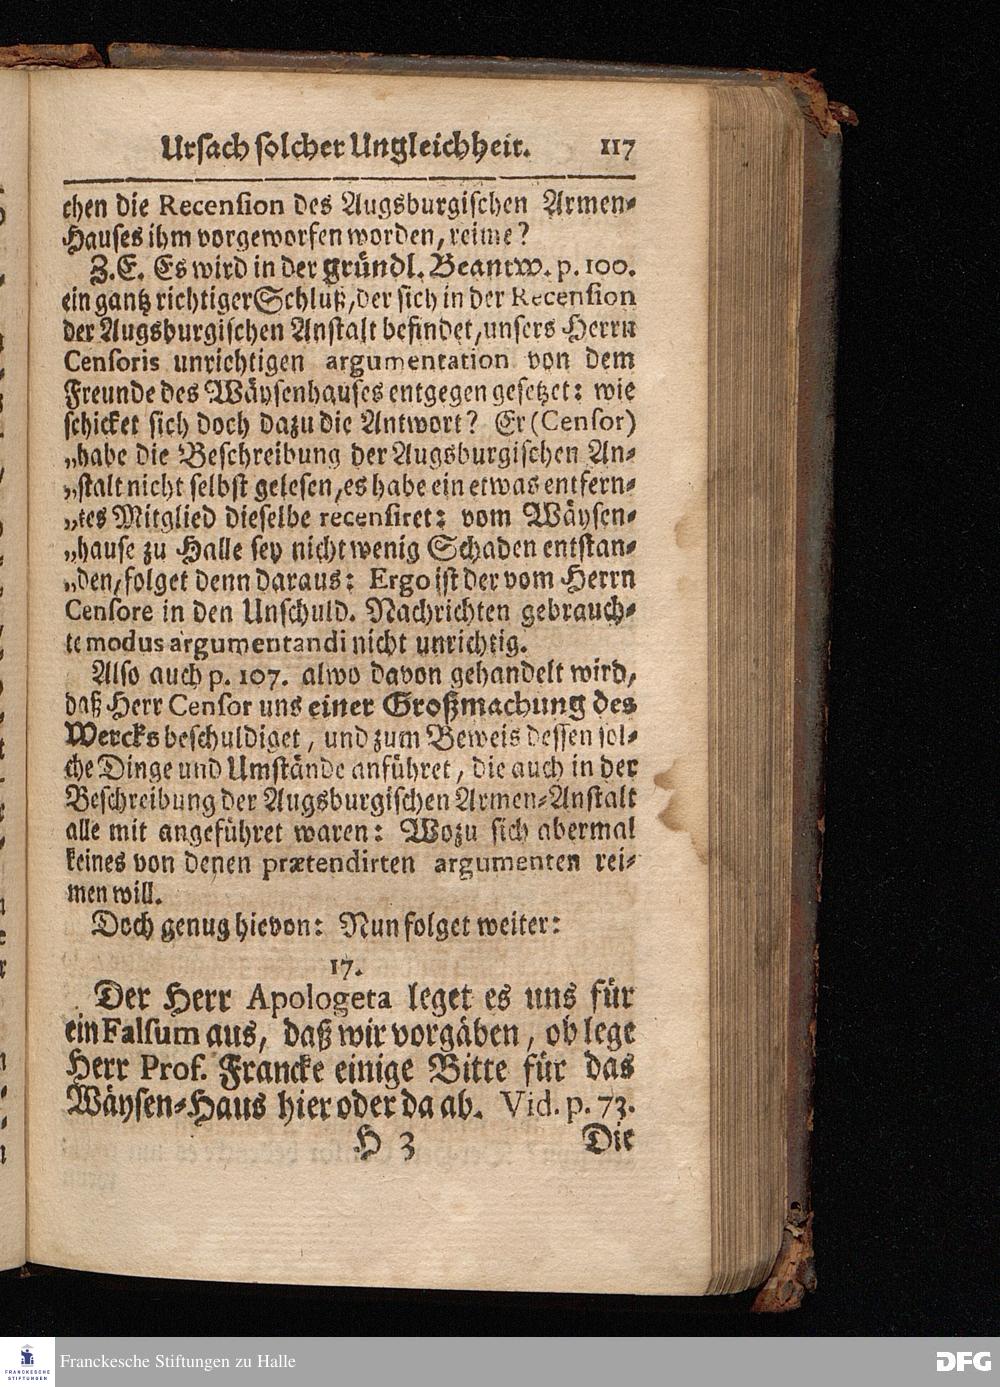 Ursach solcher Ungleichheit. 117
chen die Recension des Augsburgischen Armen-
Hauses ihm vorgeworfen worden, reime?
Z.E. Es wird in der gründl. Beantw. p. 100.
ein gantz richtiger Schluß, der sich in der Recension
der Augsburgischen Anstalt befindet, unsers Herrn
Censoris unrichtigen argumentation von dem
Freunde des Wäysenhauses entgegen gesetzet: wie
schicket sich doch dazu die Antwort? Er (Censor)
„habe die Beschreibung der Augsburgischen An-
„stalt nicht selbst gelesen, es habe ein etwas entfern-
„tes Mitglied dieselbe recensiret: vom Wäysen-
„hause zu Halle sey nicht wenig Schaden entstan-
„den, folget denn daraus: Ergo ist der vom Herrn
Censore in den Unschuld. Nachrichten gebrauch-
te modus argumentandi nicht unrichtig.
Also auch p. 107. alwo davon gehandelt wird,
daß Herr Censor uns einer Großmachung des
Wercks beschuldiget, und zum Beweis dessen sol-
che Dinge und Umstände anführet, die auch in der
Beschreibung der Augsburgischen Armen-Anstalt
alle mit angeführet waren: Wozu sich abermal
keines von denen prætendirten argumenten rei-
men will.
Doch genug hievon: Nun folget weiter:
17.
Der Herr Apologeta leget es uns für
ein Falsum aus, daß wir vorgäben, ob lege
Herr Prof. Francke einige Bitte für das
Wäysen-Haus hier oder da ab. Vid. p. 73.
H 3 Die
FRANCKESCHE
STIFTUNGEN
Franckesche Stiftungen zu Halle
DFG